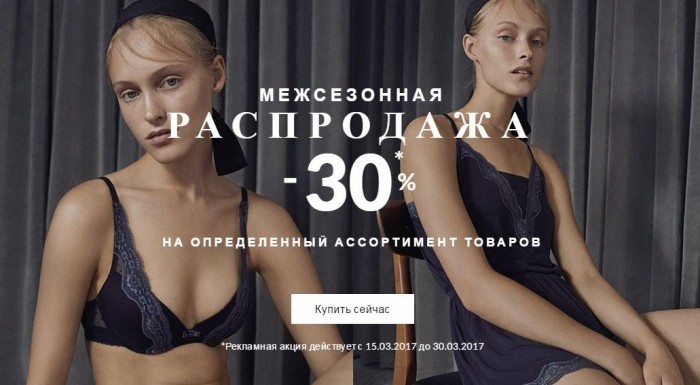 МЕЖСЕЗОННАЯ
РАСПРОДАЖА
-30*%
НА ОПРЕДЕЛЕННЫЙ АССОРТИМЕНТ ТОВАРОВ
Купить сейчас
*Рекламная акция действует с 15.03.2017 до 30.03.2017